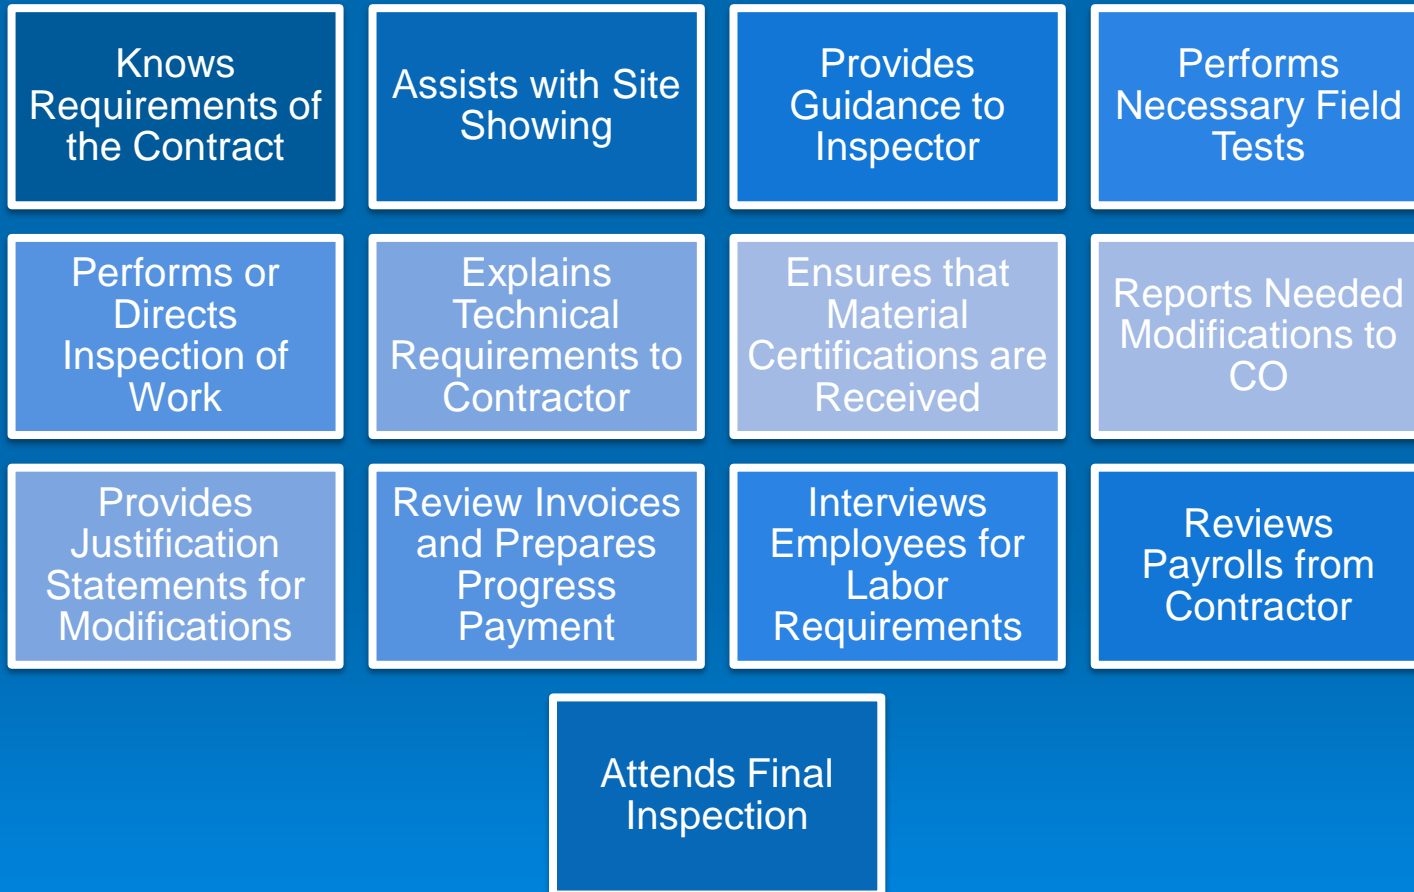 Knows
Requirements of
the Contract
Assists with Site
Showing
Provides
Guidance to
Inspector
Performs
Necessary Field
Tests
Performs or
Directs
Inspection of
Work
Explains
Technical
Requirements to
Contractor
Ensures that
Material
Certifications are
Received
Reports Needed
Modifications to
CO
Provides
Justification
Statements for
Modifications
Review Invoices
and Prepares
Progress
Payment
Interviews
Employees for
Labor
Requirements
Reviews
Payrolls from
Contractor
Attends Final
Inspection